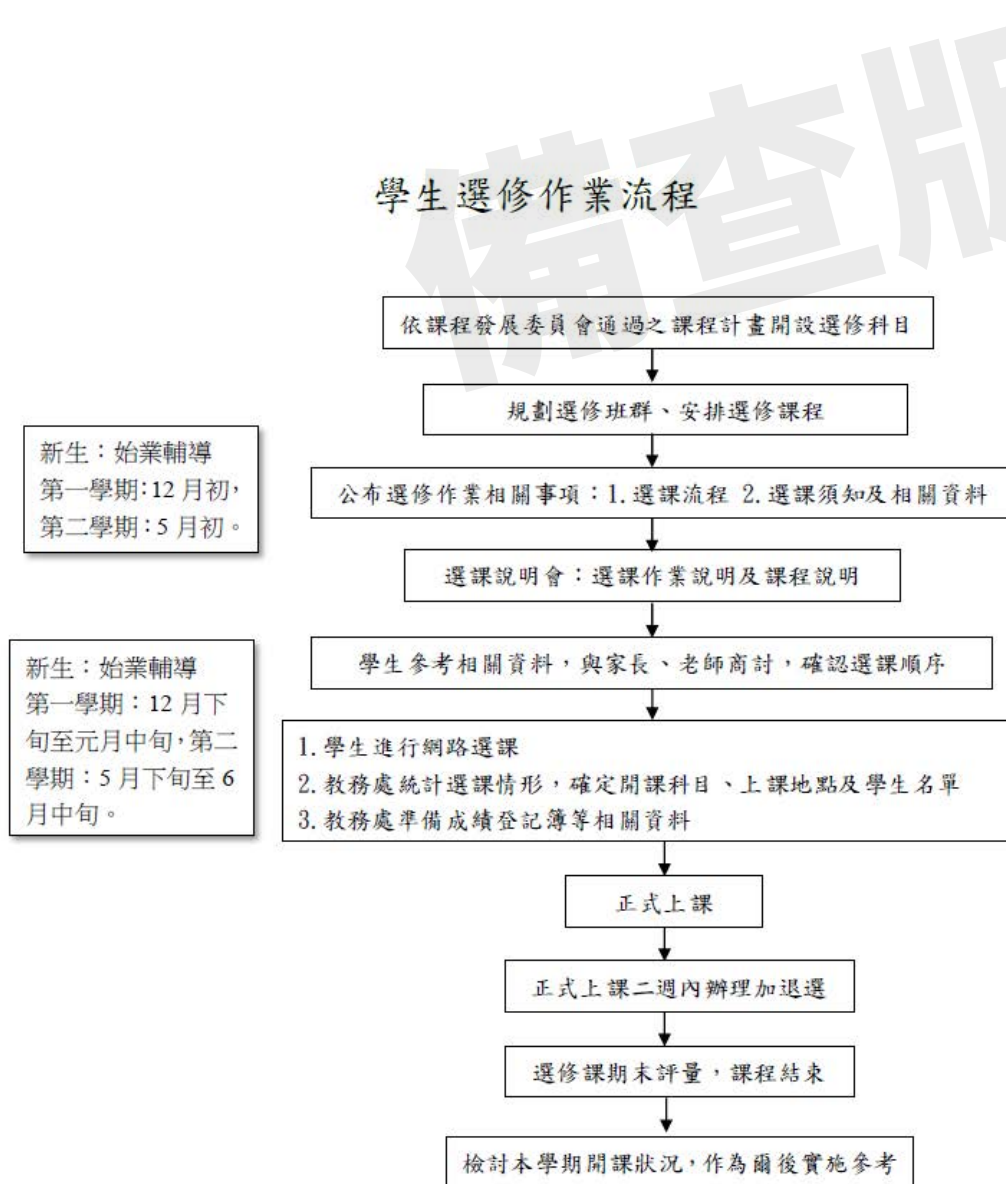 備查版
學生選修作業流程
依課程發展委員會通過之課程計畫開設選修科目
規劃選修班群、安排選修課程
新生：始業輔導
第一學期：12 月初，
第二學期：5 月初。
公布選修作業相關事項：1.選課流程 2.選課須知及相關資料
選課說明會：選課作業說明及課程說明
學生參考相關資料，與家長、老師商討，確認選課順序
新生：始業輔導
第一學期：12 月下
旬至元月中旬，第二
學期：5 月下旬至 6
月中旬。
1.學生進行網路選課
2.教務處統計選課情形，確定開課科目、上課地點及學生名單
3.教務處準備成績登記簿等相關資料
正式上課
正式上課二週內辦理加退選
選修課期末評量，課程結束
檢討本學期開課狀況，作為爾後實施參考